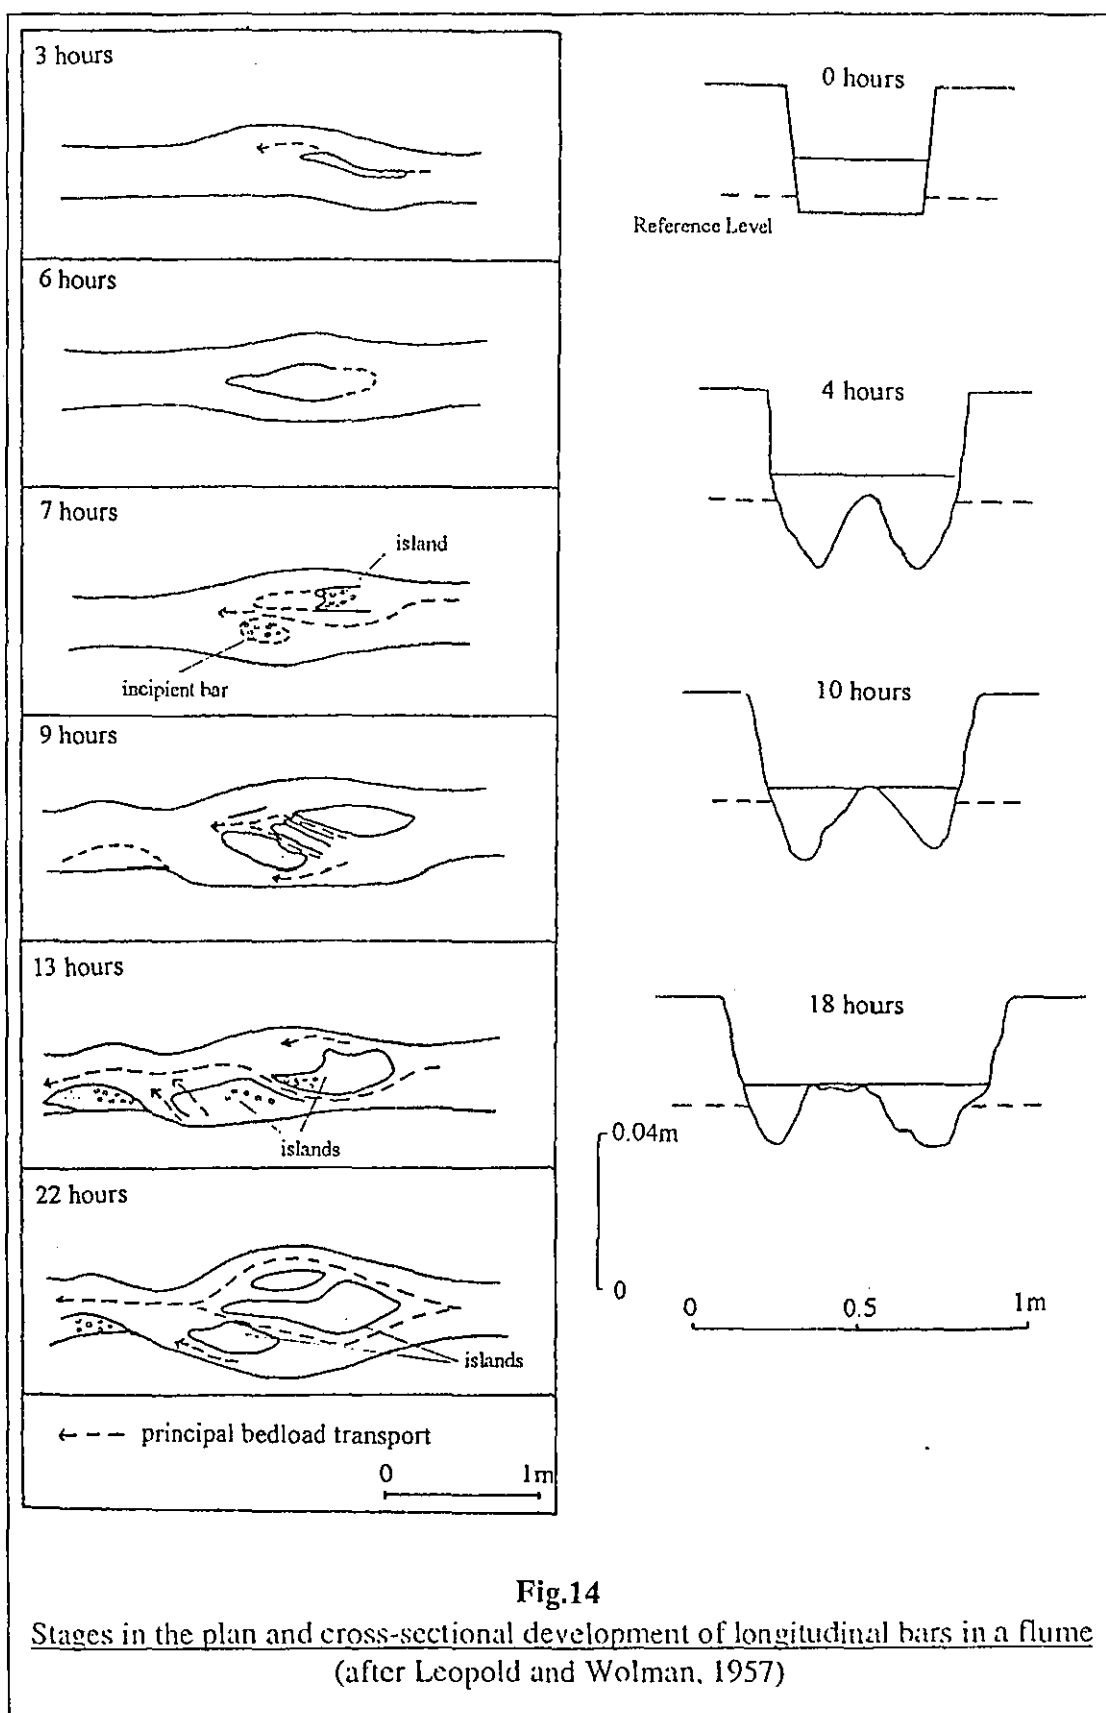 3 hours
6 hours
7 hours
island
incipient bar
9 hours
13 hours
islands
22 hours
islands
principal bedload transport
0 1m
0 hours
Reference Level
4 hours
10 hours
18 hours
0.04m
0
0 0.5 1m
Fig.14
Stages in the plan and cross-sectional development of longitudinal bars in a flume
(after Leopold and Wolman, 1957)